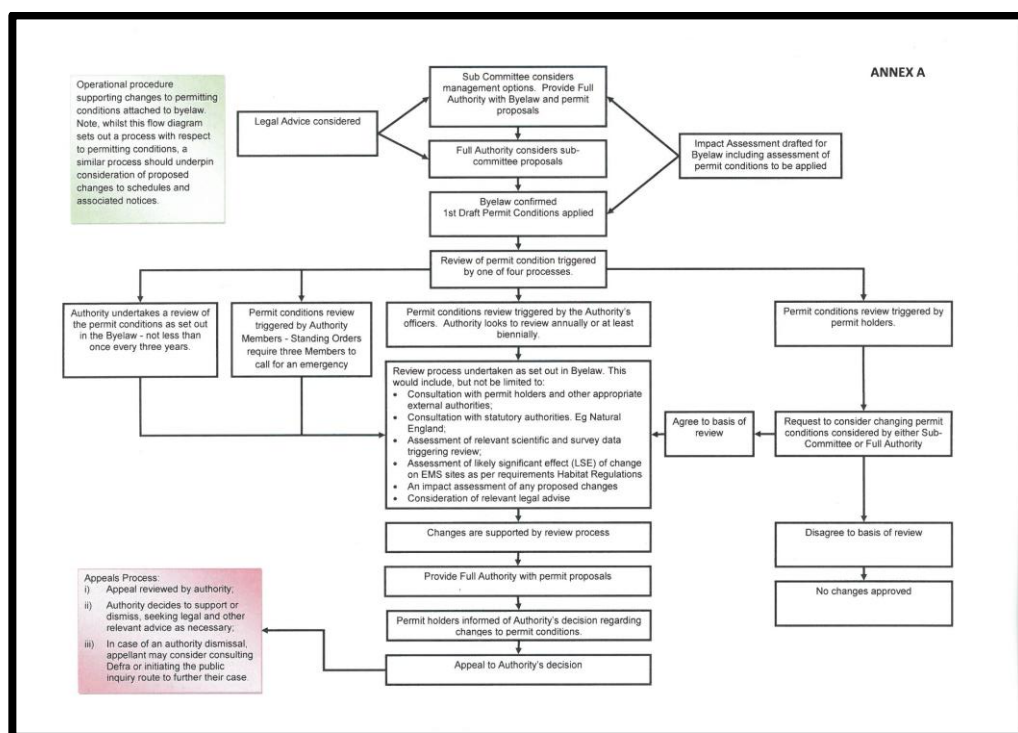 ANNEX A
Operational procedure
supporting changes to permitting
conditions attached to byelaw.
Note, whilst this flow diagram
sets out a process with respect
to permitting conditions, a
similar process should underpin
consideration of proposed
changes to schedules and
associated notices.
Sub Committee considers
management options. Provide Full
Authority with Byelaw and permit
proposals
Legal Advice considered
Full Authority considers sub-
committee proposals
Impact Assessment drafted for
Byelaw including assessment of
permit conditions to be applied
Byelaw confirmed
1st Draft Permit Conditions applied
Review of permit condition triggered
by one of four processes.
Authority undertakes a review of
the permit conditions as set out
in the Byelaw - not less than
once every three years.
Permit conditions review
triggered by Authority
Members - Standing Orders
require three Members to
call for an emergency
Permit conditions review triggered by the Authority's
officers. Authority looks to review annually or at least
biennially.
Permit conditions review triggered by
permit holders.
Review process undertaken as set out in Byelaw. This
would include, but not be limited to:
• Consultation with permit holders and other appropriate
external authorities;
• Consultation with statutory authorities. Eg Natural
England;
• Assessment of relevant scientific and survey data
triggering review;
• Assessment of likely significant effect (LSE) of change
on EMS sites as per requirements Habitat Regulations
• An impact assessment of any proposed changes
• Consideration of relevant legal advise
Agree to basis of
review
Request to consider changing permit
conditions considered by either Sub-
Committee or Full Authority
Changes are supported by review process
Disagree to basis of review
Provide Full Authority with permit proposals
No changes approved
Permit holders informed of Authority's decision regarding
changes to permit conditions.
Appeal to Authority's decision
Appeals Process:
i) Appeal reviewed by authority;
ii) Authority decides to support or
dismiss, seeking legal and other
relevant advice as necessary;
iii) In case of an authority dismissal,
appellant may consider consulting
Defra or initiating the public
inquiry route to further their case.